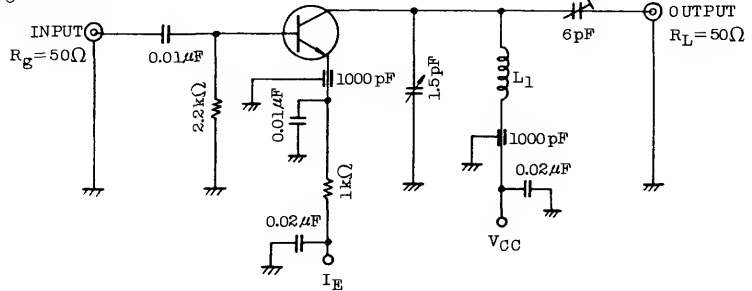 INPUT
Rg=50Ω
0.01μF
2.2kΩ
1000pF
0.01μF
1kΩ
0.02μF
IE
1.5pF
L1
1000pF
0.02μF
VCC
6pF
OUTPUT
RL=50Ω